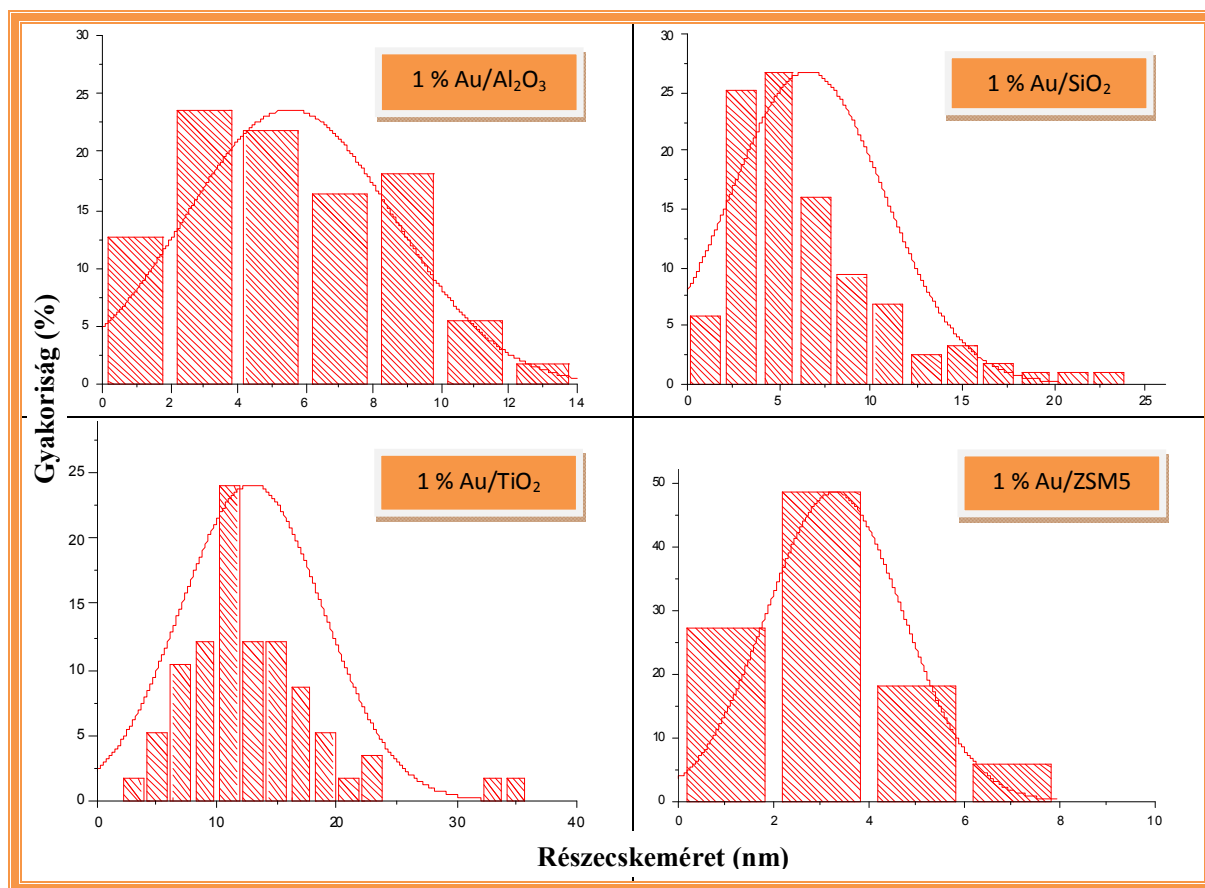 1 % Au/Al₂O₃
30
25
20
15
10
5
0
0 2 4 6 8 10 12 14
1 % Au/SiO₂
30
25
20
15
10
5
0
0 5 10 15 20 25
Gyakoriság (%)
1 % Au/TiO₂
25
20
15
10
5
0
0 10 20 30 40
1 % Au/ZSM5
50
40
30
20
10
0
0 2 4 6 8 10
Részecskeméret (nm)